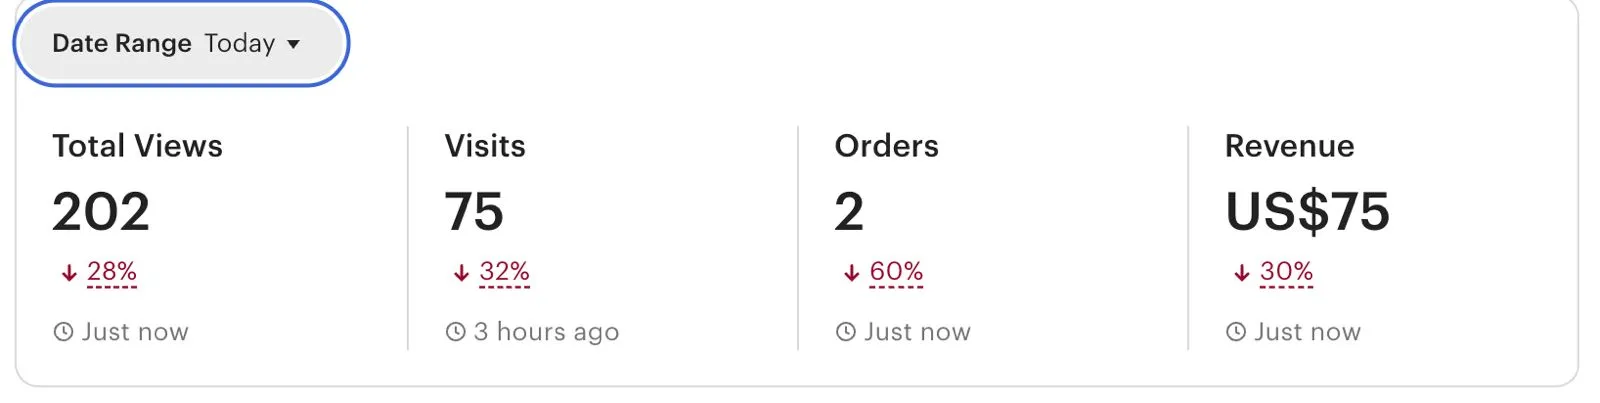 Date Range Today
Total Views
202
28%
Just now
Visits
75
32%
3 hours ago
Orders
2
60%
Just now
Revenue
US$75
30%
Just now